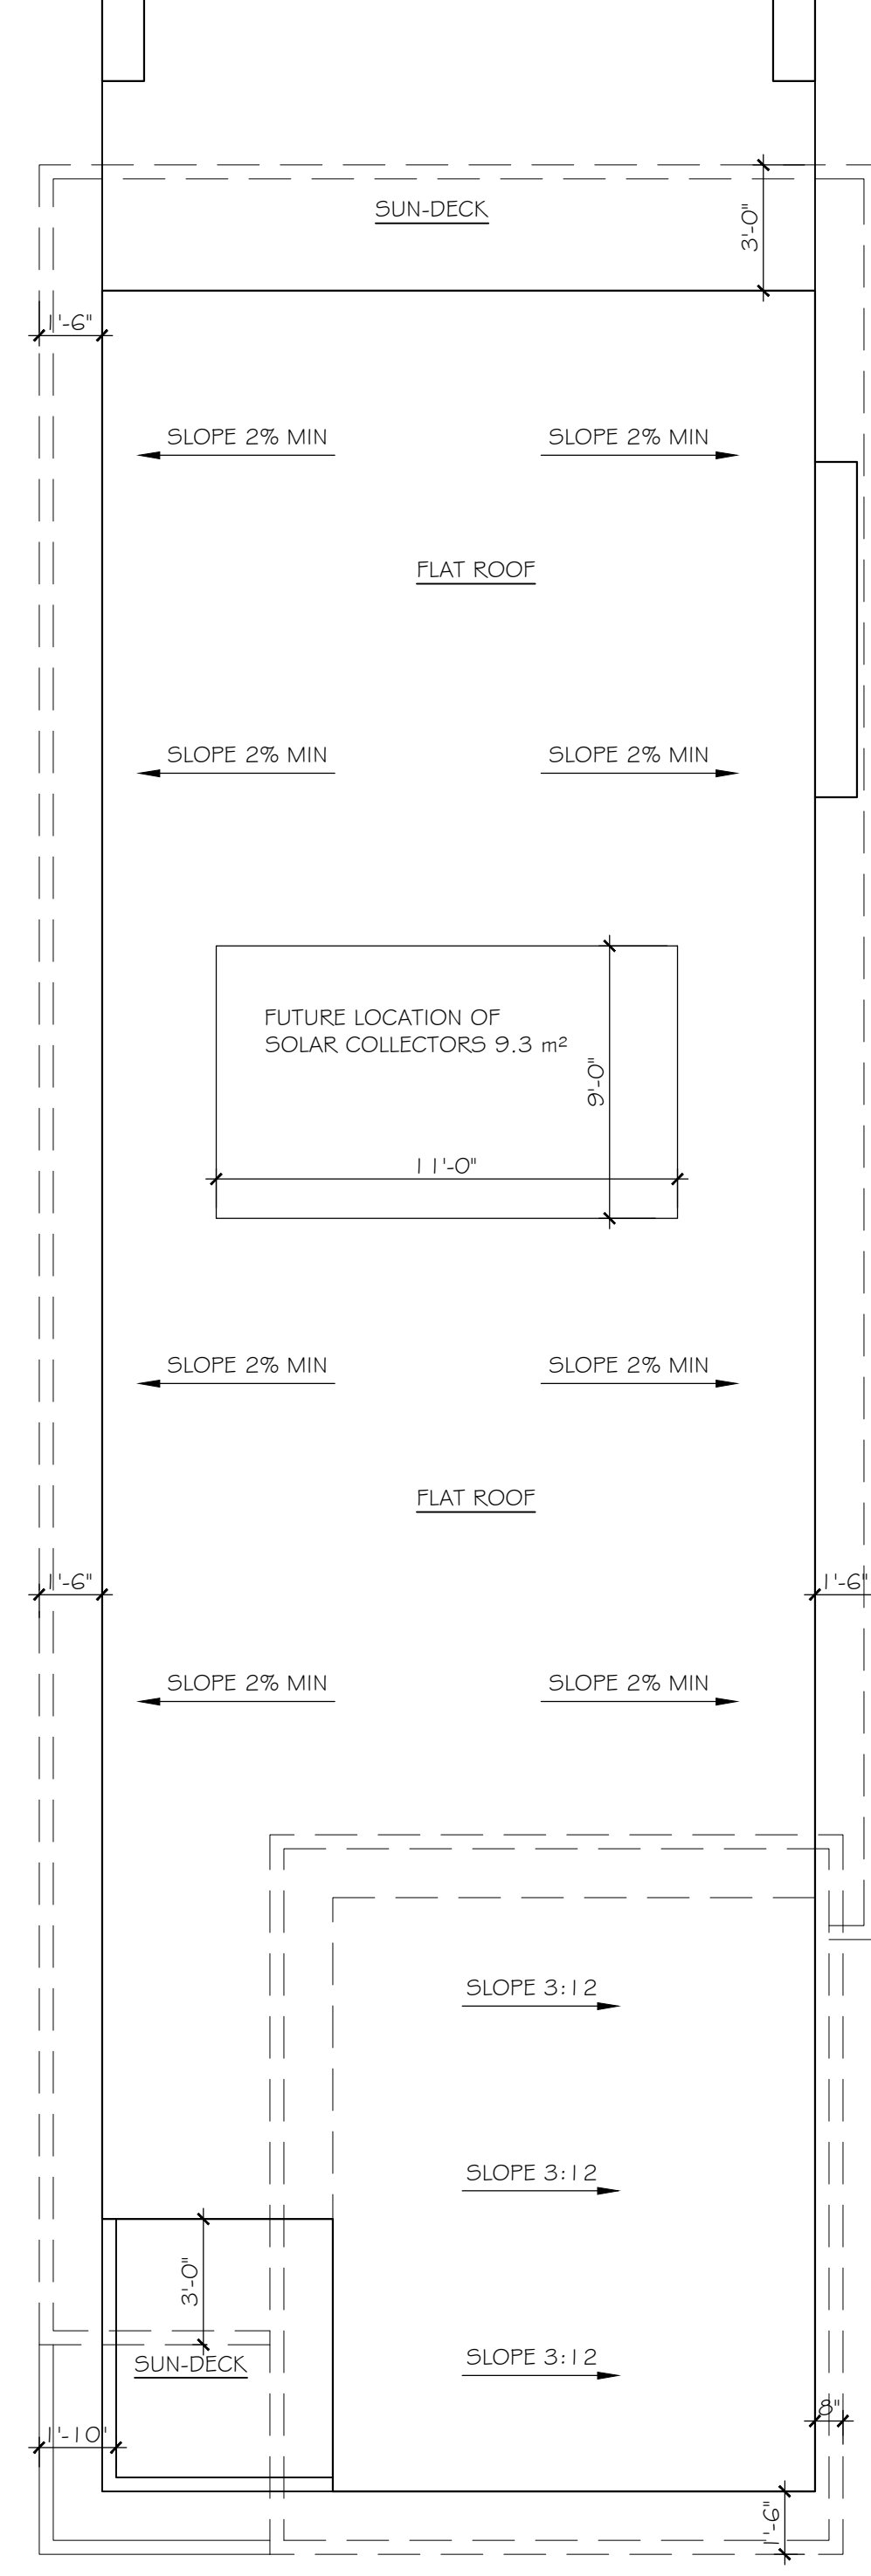 SUN-DECK
3'-0"
1'-6"
SLOPE 2% MIN
SLOPE 2% MIN
FLAT ROOF
SLOPE 2% MIN
SLOPE 2% MIN
FUTURE LOCATION OF
SOLAR COLLECTORS 9.3 m²
9'-0"
11'-0"
SLOPE 2% MIN
SLOPE 2% MIN
FLAT ROOF
1'-6"
1'-6"
SLOPE 2% MIN
SLOPE 2% MIN
SLOPE 3:12
SLOPE 3:12
3'-0"
SUN-DECK
SLOPE 3:12
8"
1'-10"
1'-6"